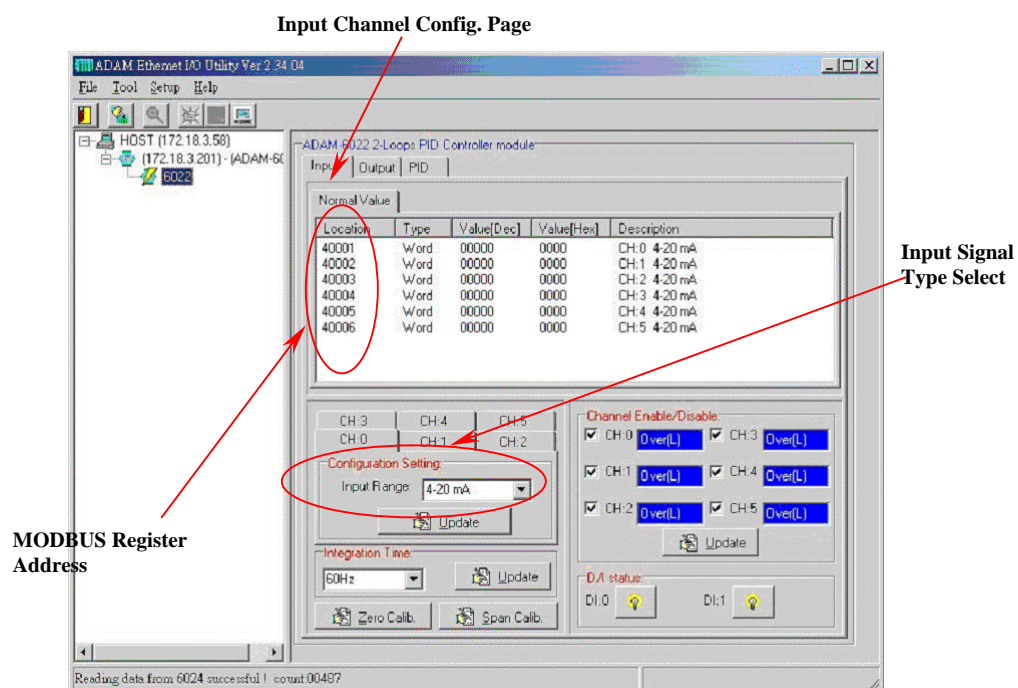 Input Channel Config. Page
ADAM Ethernet I/O Utility Ver 2.34.04
File Tool Setup Help
HOST (172.18.3.58)
(172.18.3.201) - (ADAM-60
6022
ADAM-6022 2-Loops PID Controller module
Input Output PID
Normal Value
Location Type Value[Dec] Value[Hex] Description
40001 Word 00000 0000 CH:0 4-20 mA
40002 Word 00000 0000 CH:1 4-20 mA
40003 Word 00000 0000 CH:2 4-20 mA
40004 Word 00000 0000 CH:3 4-20 mA
40005 Word 00000 0000 CH:4 4-20 mA
40006 Word 00000 0000 CH:5 4-20 mA
Input Signal
Type Select
CH:3 CH:4 CH:5
CH:0 CH:1 CH:2
Configuration Setting:
Input Range: 4-20 mA
Update
Integration Time:
60Hz Update
Zero Calib. Span Calib.
Channel Enable/Disable:
CH:0 Over(L) CH:3 Over(L)
CH:1 Over(L) CH:4 Over(L)
CH:2 Over(L) CH:5 Over(L)
Update
D/I status:
DI:0 DI:1
MODBUS Register
Address
Reading data from 6024 successful ! count:00487